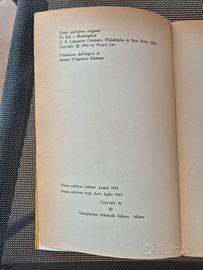 Titolo dell'opera originale
To Kill a Mockingbird
(J. B. Lippincott Company, Philadelphia & New York, 1960)
Copyright © 1960 by Harper Lee
Traduzione dall'inglese di
Amalia D'Agostino Schanzer
Prima edizione italiana: giugno 1962
Prima edizione negli
luglio 1965
Copyright by
©
Giangiacomo Feltrinelli Editore Milano
subito